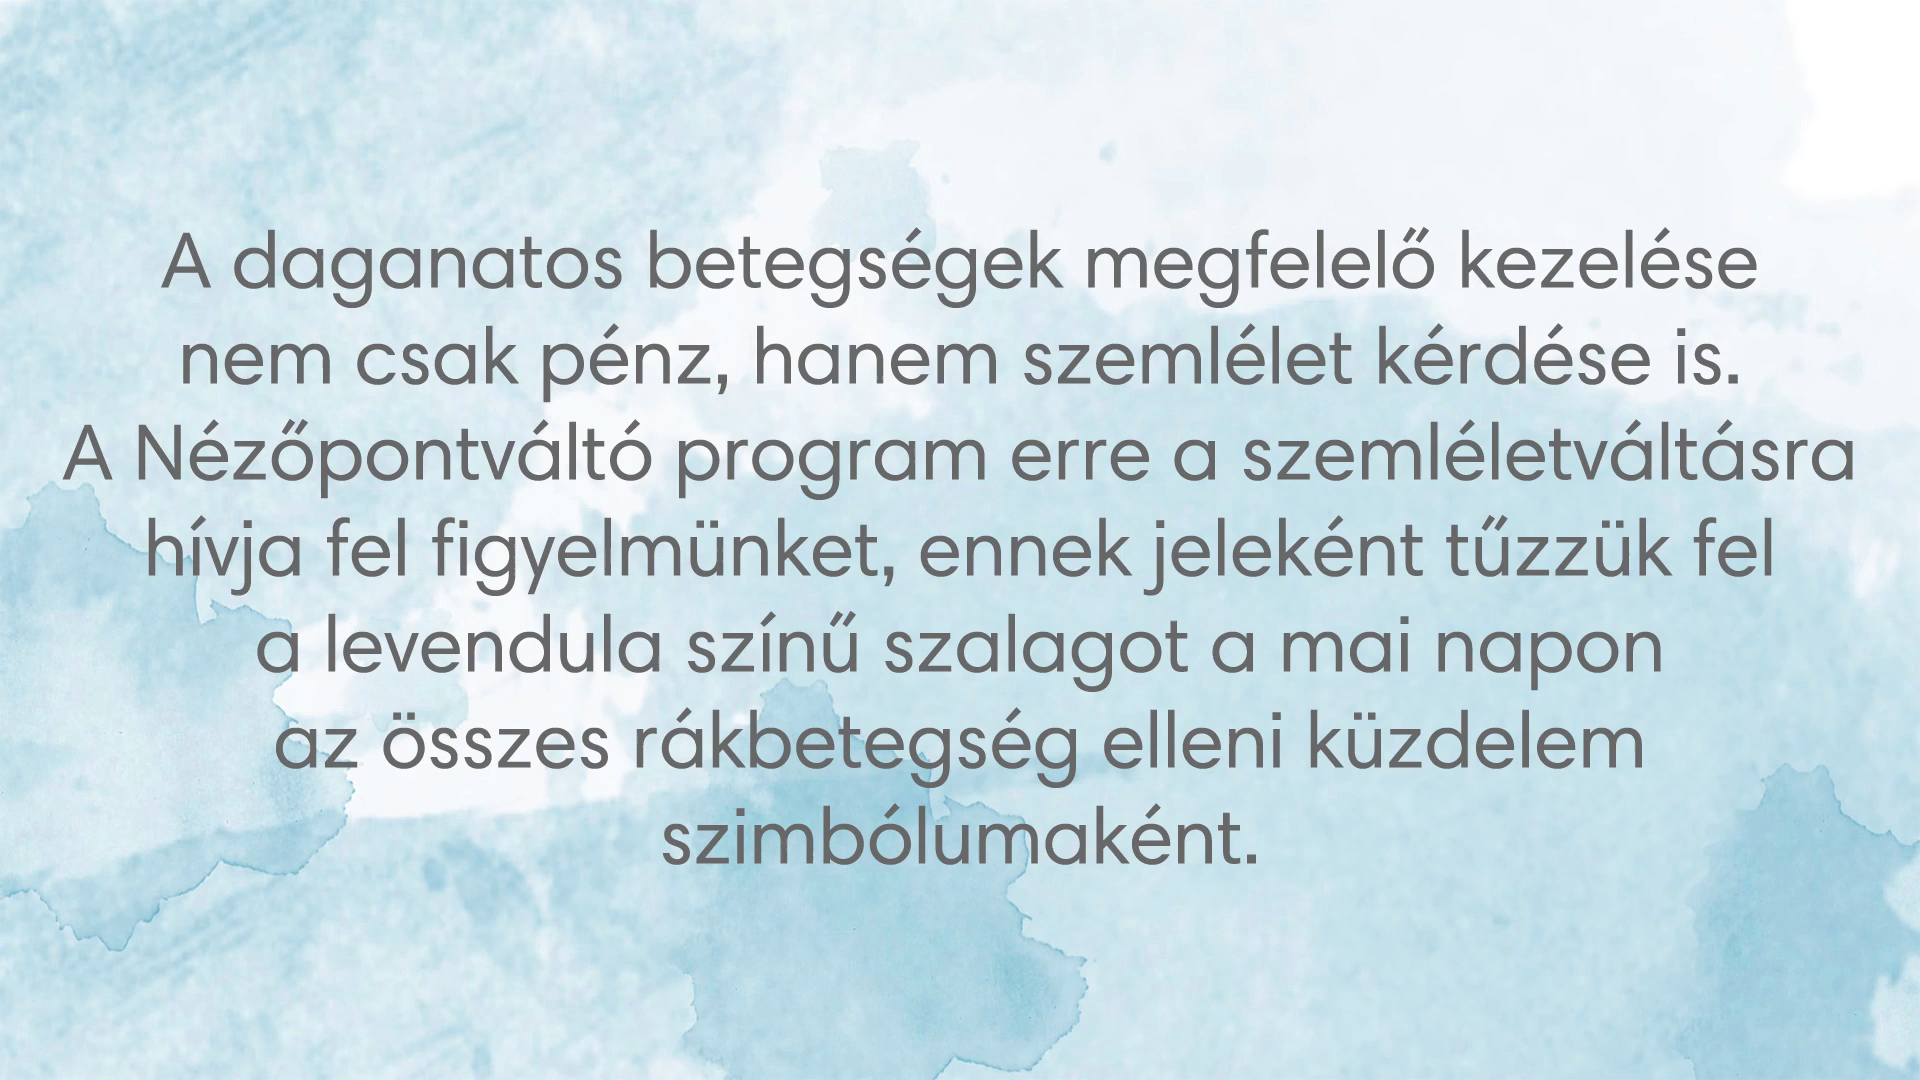 A daganatos betegségek megfelelő kezelése
nem csak pénz, hanem szemlélet kérdése is.
A Nézőpontváltó program erre a szemléletváltásra
hívja fel figyelmünket, ennek jeleként tűzzük fel
a levendula színű szalagot a mai napon
az összes rákbetegség elleni küzdelem
szimbólumaként.